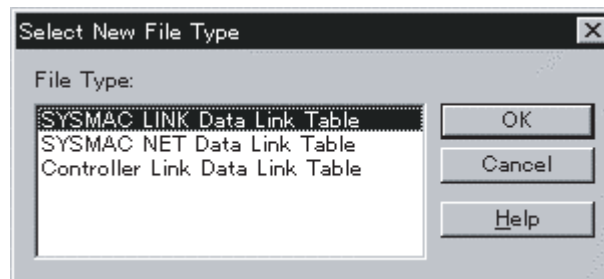 Select New File Type
File Type:
SYSMAC LINK Data Link Table
SYSMAC NET Data Link Table
Controller Link Data Link Table
OK
Cancel
Help